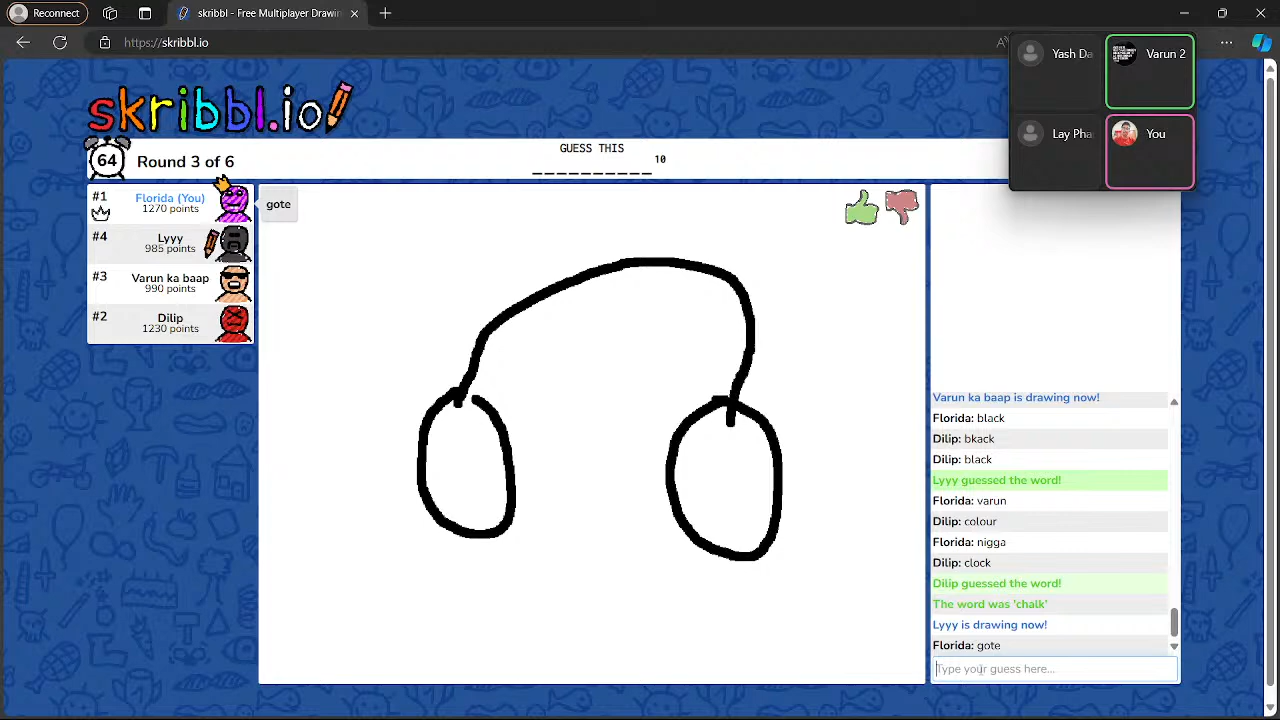 Reconnect
skribbl - Free Multiplayer Drawin
https://skribbl.io
Yash Da
Varun 2
Lay Pha
You
skribbl.io
64
Round 3 of 6
GUESS THIS
__________ 10
#1
Florida (You)
1270 points
gote
#4
Lyyy
985 points
#3
Varun ka baap
990 points
#2
Dilip
1230 points
Varun ka baap is drawing now!
Florida: black
Dilip: bkack
Dilip: black
Lyyy guessed the word!
Florida: varun
Dilip: colour
Florida: nigga
Dilip: clock
Dilip guessed the word!
The word was 'chalk'
Lyyy is drawing now!
Florida: gote
Type your guess here...